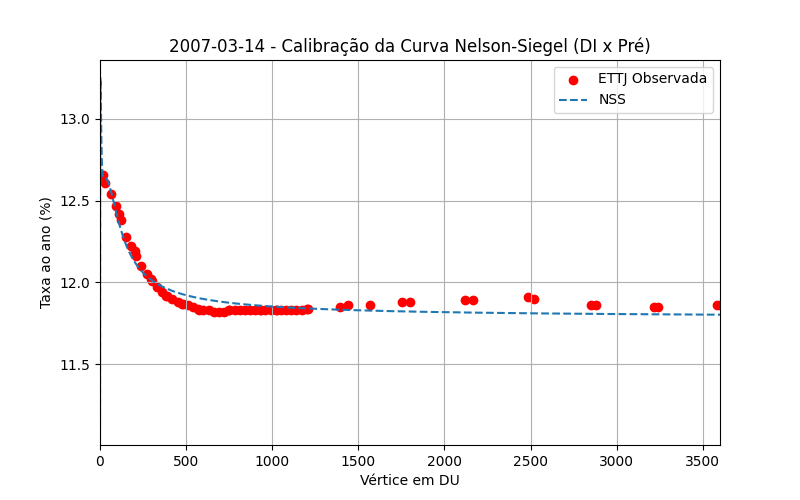 2007-03-14 - Calibração da Curva Nelson-Siegel (DI x Pré)
ETTJ Observada
NSS
Taxa ao ano (%)
13.0
12.5
12.0
11.5
0 500 1000 1500 2000 2500 3000 3500
Vértice em DU